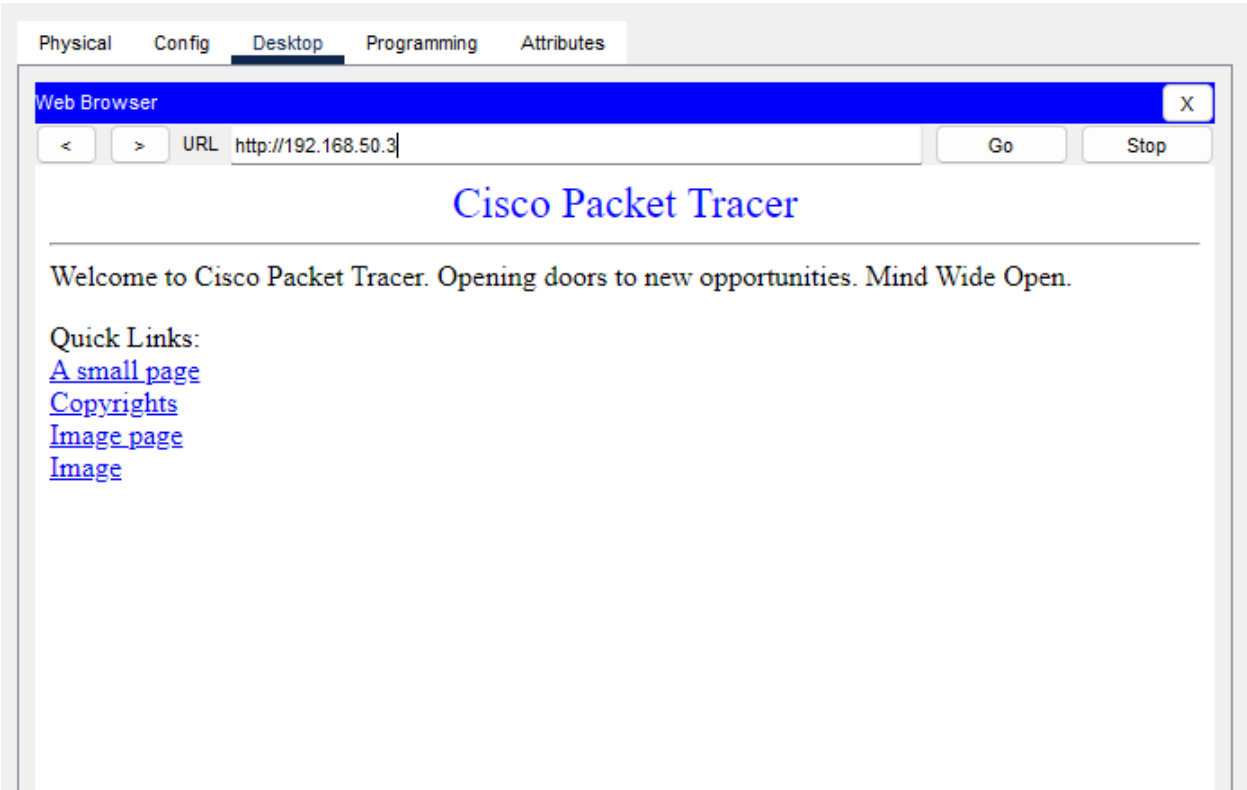 Physical Config Desktop Programming Attributes
Web Browser X
< > URL http://192.168.50.3 Go Stop
Cisco Packet Tracer
Welcome to Cisco Packet Tracer. Opening doors to new opportunities. Mind Wide Open.
Quick Links:
A small page
Copyrights
Image page
Image